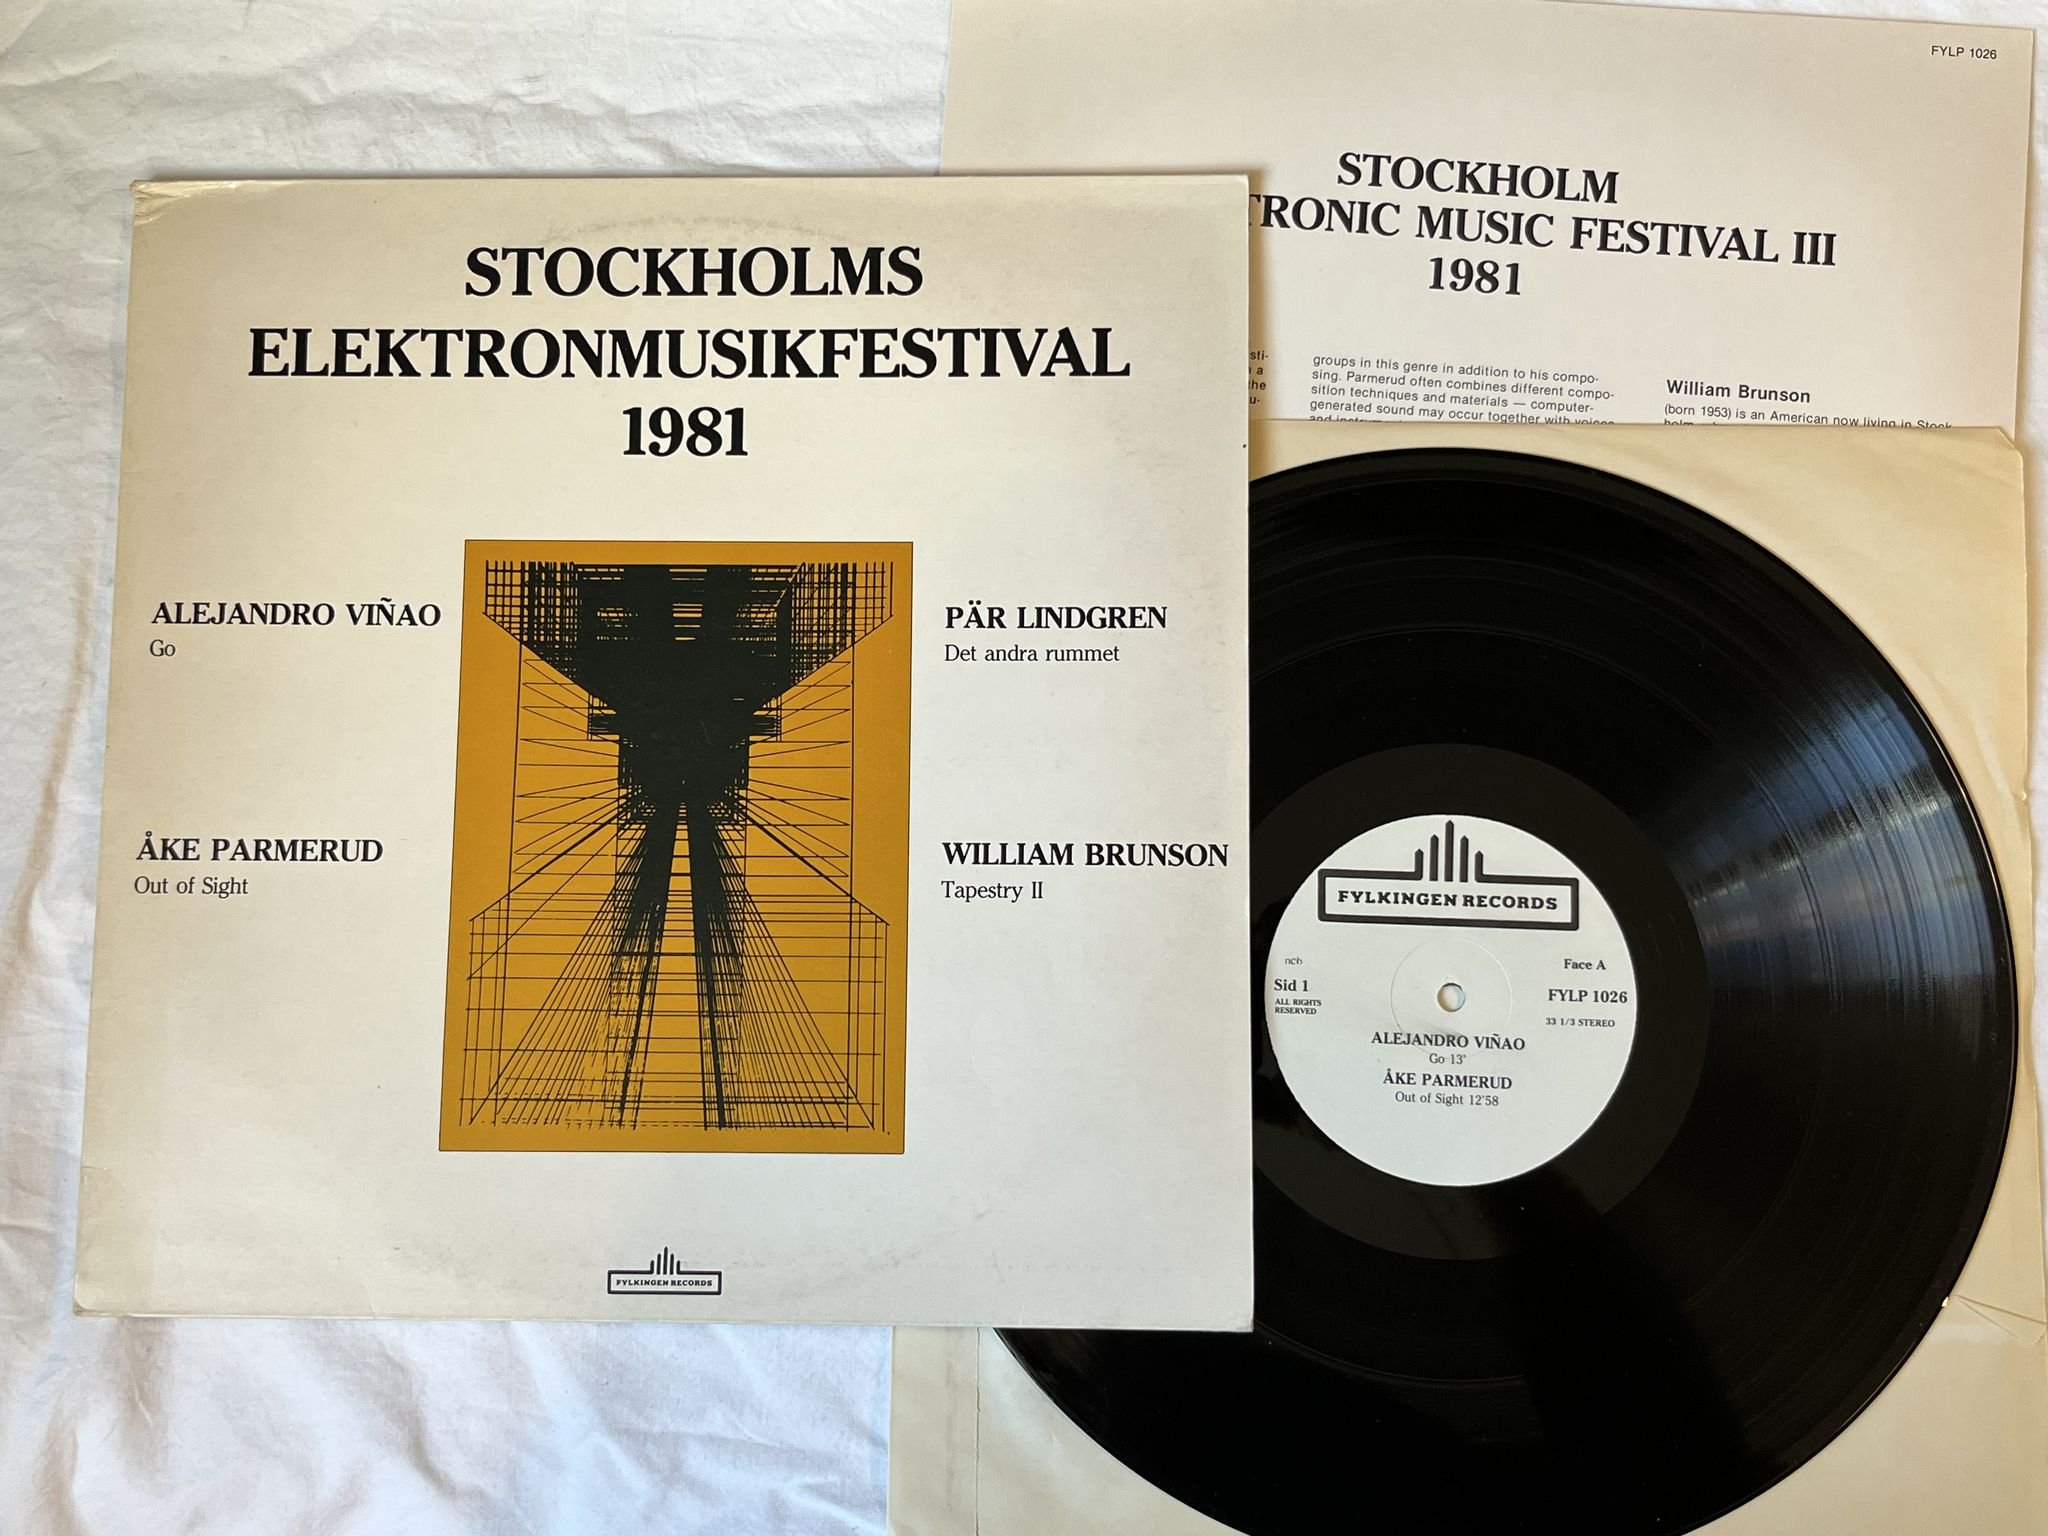 STOCKHOLMS
ELEKTRONMUSIKFESTIVAL
1981
ALEJANDRO VIÑAO
Go
PÄR LINDGREN
Det andra rummet
ÅKE PARMERUD
Out of Sight
WILLIAM BRUNSON
Tapestry II
FYLKINGEN RECORDS
FYLP 1026
STOCKHOLM
TRONIC MUSIC FESTIVAL III
1981
sti-
a
the
u-
groups in this genre in addition to his compo-
sing. Parmerud often combines different compo-
sition techniques and materials — computer-
generated sound may occur together with voices
William Brunson
(born 1953) is an American now living in Stock-
FYLKINGEN RECORDS
ncb
Face A
Sid 1
FYLP 1026
ALL RIGHTS
RESERVED
33 1/3 STEREO
ALEJANDRO VIÑAO
Go 13'
ÅKE PARMERUD
Out of Sight 12'58